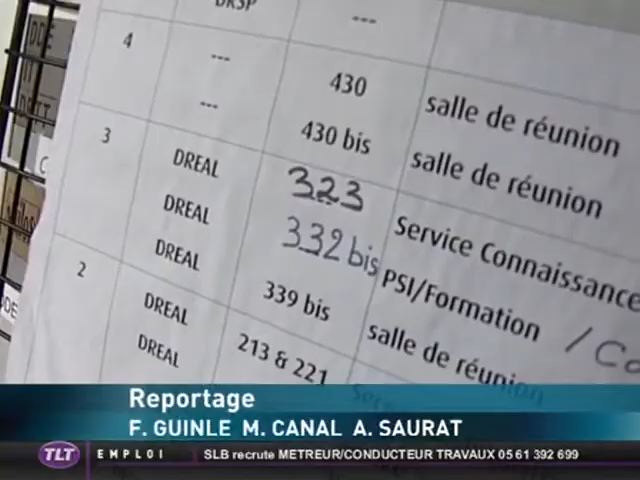 DRSP ---
4 --- 430 salle de réunion
--- 430 bis salle de réunion
3 DREAL 323 Service Connaissance
DREAL 332 bis PSI/Formation / Co
DREAL 339 bis salle de réunion
2 DREAL 213 & 221
DREAL
Reportage
F. GUINLE M. CANAL A. SAURAT
TLT EMPLOI SLB recrute METREUR/CONDUCTEUR TRAVAUX 05 61 392 699